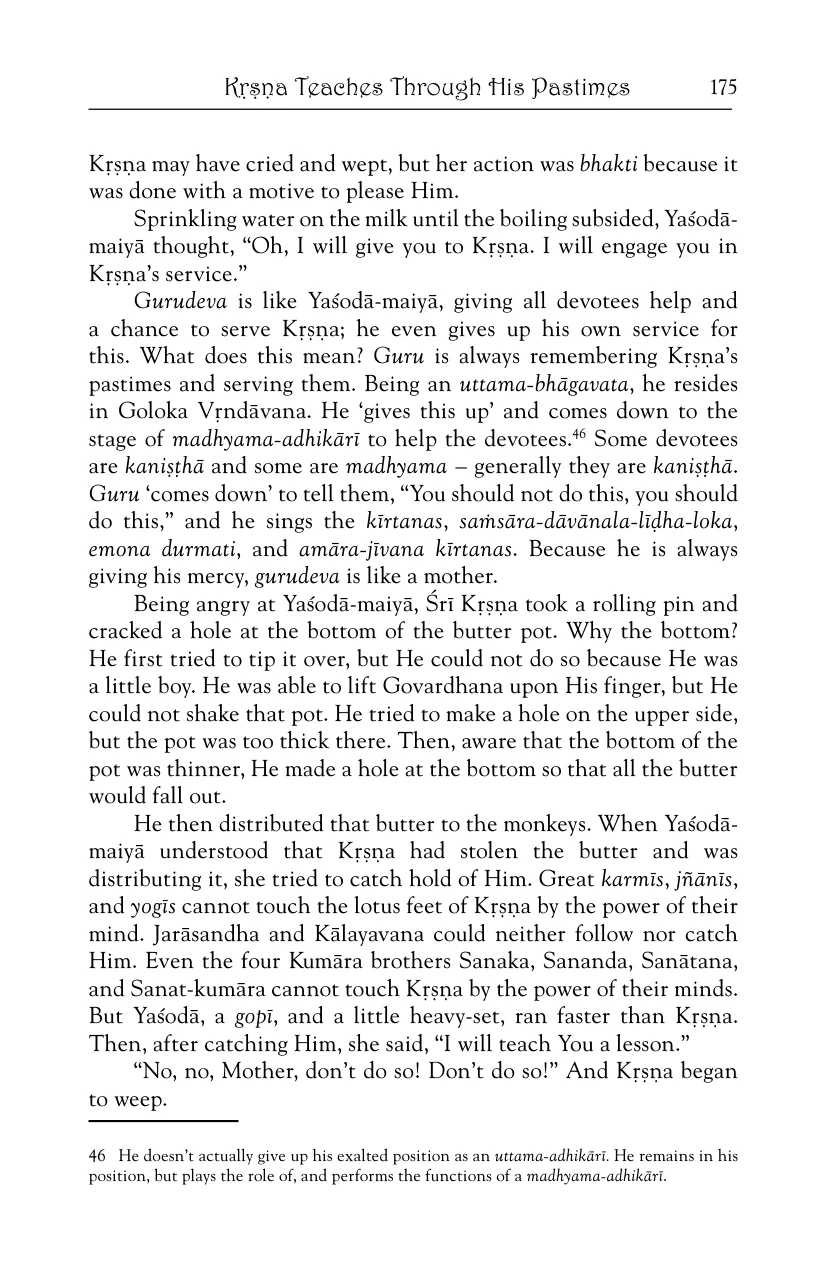 Kṛṣṇa Teaches Through His Pastimes 175
Kṛṣṇa may have cried and wept, but her action was bhakti because it
was done with a motive to please Him.
Sprinkling water on the milk until the boiling subsided, Yaśodā-
maiyā thought, “Oh, I will give you to Kṛṣṇa. I will engage you in
Kṛṣṇa’s service.”
Gurudeva is like Yaśodā-maiyā, giving all devotees help and
a chance to serve Kṛṣṇa; he even gives up his own service for
this. What does this mean? Guru is always remembering Kṛṣṇa’s
pastimes and serving them. Being an uttama-bhāgavata, he resides
in Goloka Vṛndāvana. He ‘gives this up’ and comes down to the
stage of madhyama-adhikārī to help the devotees.46 Some devotees
are kaniṣṭhā and some are madhyama – generally they are kaniṣṭhā.
Guru ‘comes down’ to tell them, “You should not do this, you should
do this,” and he sings the kīrtanas, saṁsāra-dāvānala-līḍha-loka,
emona durmati, and amāra-jīvana kīrtanas. Because he is always
giving his mercy, gurudeva is like a mother.
Being angry at Yaśodā-maiyā, Śrī Kṛṣṇa took a rolling pin and
cracked a hole at the bottom of the butter pot. Why the bottom?
He first tried to tip it over, but He could not do so because He was
a little boy. He was able to lift Govardhana upon His finger, but He
could not shake that pot. He tried to make a hole on the upper side,
but the pot was too thick there. Then, aware that the bottom of the
pot was thinner, He made a hole at the bottom so that all the butter
would fall out.
He then distributed that butter to the monkeys. When Yaśodā-
maiyā understood that Kṛṣṇa had stolen the butter and was
distributing it, she tried to catch hold of Him. Great karmīs, jñānīs,
and yogīs cannot touch the lotus feet of Kṛṣṇa by the power of their
mind. Jarāsandha and Kālayavana could neither follow nor catch
Him. Even the four Kumāra brothers Sanaka, Sananda, Sanātana,
and Sanat-kumāra cannot touch Kṛṣṇa by the power of their minds.
But Yaśodā, a gopī, and a little heavy-set, ran faster than Kṛṣṇa.
Then, after catching Him, she said, “I will teach You a lesson.”
“No, no, Mother, don’t do so! Don’t do so!” And Kṛṣṇa began
to weep.
46 He doesn’t actually give up his exalted position as an uttama-adhikārī. He remains in his
position, but plays the role of, and performs the functions of a madhyama-adhikārī.